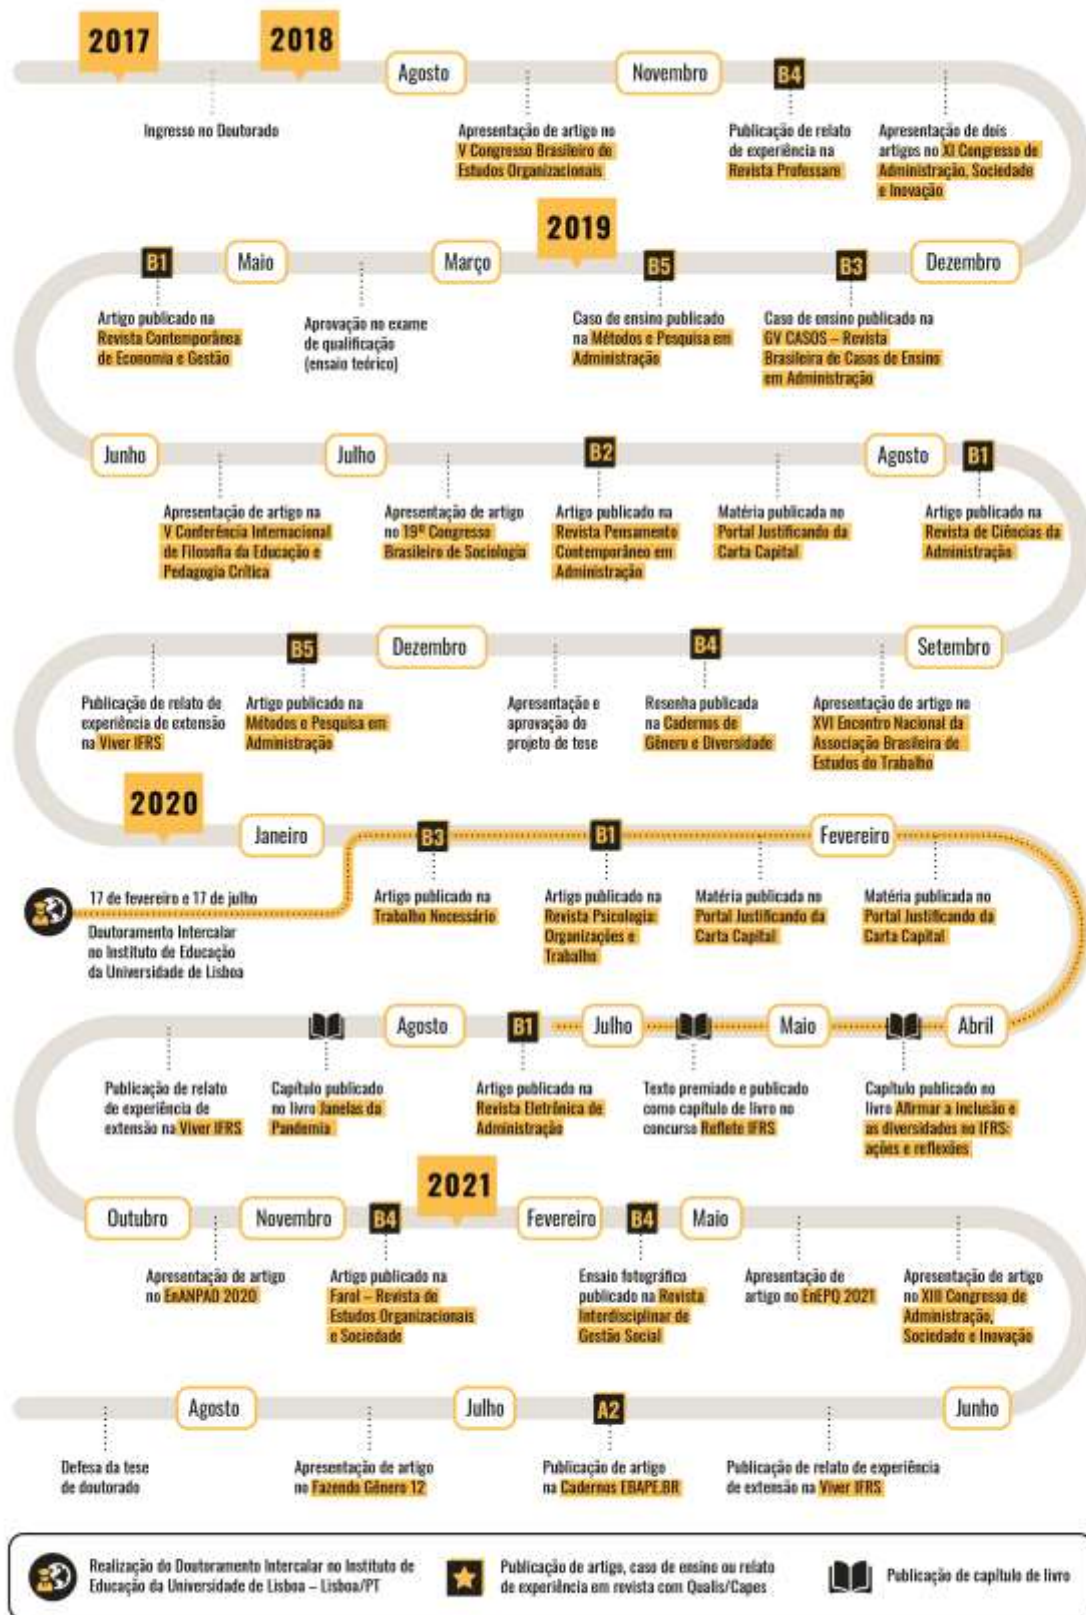 2017
2018
Agosto
Novembro
B4
Ingresso no Doutorado
Apresentação de artigo no
V Congresso Brasileiro de
Estudos Organizacionais
Publicação de relato
de experiência na
Revista Professare
Apresentação de dois
artigos no XI Congresso de
Administração, Sociedade
e Inovação
2019
B1
Maio
Março
B5
B3
Dezembro
Artigo publicado na
Revista Contemporânea
de Economia e Gestão
Aprovação no exame
de qualificação
(ensaio teórico)
Caso de ensino publicado
na Métodos e Pesquisa em
Administração
Caso de ensino publicado na
GV CASOS – Revista
Brasileira de Casos de Ensino
em Administração
Junho
Julho
B2
Agosto
B1
Apresentação de artigo na
V Conferência Internacional
de Filosofia da Educação e
Pedagogia Crítica
Apresentação de artigo
no 19º Congresso
Brasileiro de Sociologia
Artigo publicado na
Revista Pensamento
Contemporâneo em
Administração
Matéria publicada no
Portal Justificando da
Carta Capital
Artigo publicado na
Revista de Ciências da
Administração
B5
Dezembro
B4
Setembro
Publicação de relato de
experiência de extensão
na Viver IFRS
Artigo publicado na
Métodos e Pesquisa em
Administração
Apresentação e
aprovação do
projeto de tese
Resenha publicada
na Cadernos de
Gênero e Diversidade
Apresentação de artigo no
XVI Encontro Nacional da
Associação Brasileira de
Estudos do Trabalho
2020
Janeiro
B3
B1
Fevereiro
17 de fevereiro e 17 de julho
Doutoramento Intercalar
no Instituto de Educação
da Universidade de Lisboa
Artigo publicado na
Trabalho Necessário
Artigo publicado na
Revista Psicologia:
Organizações e
Trabalho
Matéria publicada no
Portal Justificando da
Carta Capital
Matéria publicada no
Portal Justificando da
Carta Capital
Agosto
B1
Julho
Maio
Abril
Publicação de relato
de experiência de
extensão na Viver IFRS
Capítulo publicado
no livro Janelas da
Pandemia
Artigo publicado na
Revista Eletrônica de
Administração
Texto premiado e publicado
como capítulo de livro no
concurso Reflete IFRS
Capítulo publicado no
livro Afirmar a inclusão e
as diversidades no IFRS:
ações e reflexões
2021
Outubro
Novembro
B4
Fevereiro
B4
Maio
Apresentação de artigo
no EnANPAD 2020
Artigo publicado na
Farol – Revista de
Estudos Organizacionais
e Sociedade
Ensaio fotográfico
publicado na Revista
Interdisciplinar de
Gestão Social
Apresentação de
artigo no EnEPQ 2021
Apresentação de artigo
no XIII Congresso de
Administração,
Sociedade e Inovação
Agosto
Julho
A2
Junho
Defesa da tese
de doutorado
Apresentação de artigo
no Fazendo Gênero 12
Publicação de artigo
na Cadernos EBAPE.BR
Publicação de relato de experiência
de extensão na Viver IFRS
Realização do Doutoramento Intercalar no Instituto de
Educação da Universidade de Lisboa – Lisboa/PT
Publicação de artigo, caso de ensino ou relato
de experiência em revista com Qualis/Capes
Publicação de capítulo de livro